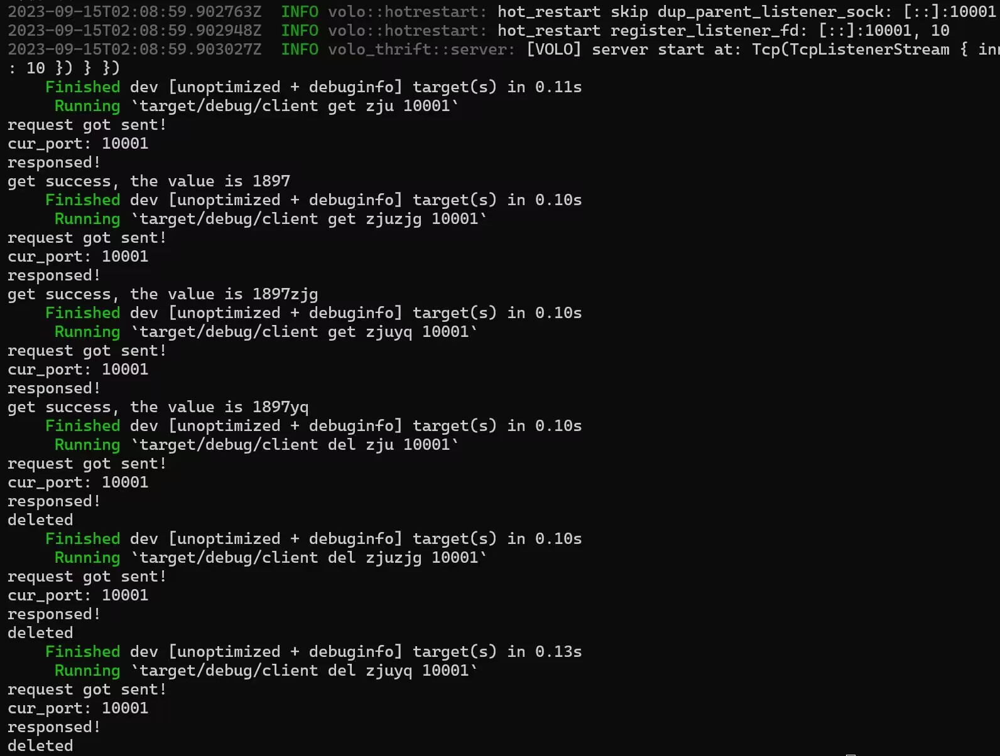 2023-09-15T02:08:59.902763Z  INFO volo::hotrestart: hot_restart skip dup_parent_listener_sock: [::]:10001
2023-09-15T02:08:59.902948Z  INFO volo::hotrestart: hot_restart register_listener_fd: [::]:10001, 10
2023-09-15T02:08:59.903027Z  INFO volo_thrift::server: [VOLO] server start at: Tcp(TcpListenerStream { inn
: 10 }) } })
    Finished dev [unoptimized + debuginfo] target(s) in 0.11s
     Running `target/debug/client get zju 10001`
request got sent!
cur_port: 10001
responsed!
get success, the value is 1897
    Finished dev [unoptimized + debuginfo] target(s) in 0.10s
     Running `target/debug/client get zjuzjg 10001`
request got sent!
cur_port: 10001
responsed!
get success, the value is 1897zjg
    Finished dev [unoptimized + debuginfo] target(s) in 0.10s
     Running `target/debug/client get zjuyq 10001`
request got sent!
cur_port: 10001
responsed!
get success, the value is 1897yq
    Finished dev [unoptimized + debuginfo] target(s) in 0.10s
     Running `target/debug/client del zju 10001`
request got sent!
cur_port: 10001
responsed!
deleted
    Finished dev [unoptimized + debuginfo] target(s) in 0.10s
     Running `target/debug/client del zjuzjg 10001`
request got sent!
cur_port: 10001
responsed!
deleted
    Finished dev [unoptimized + debuginfo] target(s) in 0.13s
     Running `target/debug/client del zjuyq 10001`
request got sent!
cur_port: 10001
responsed!
deleted